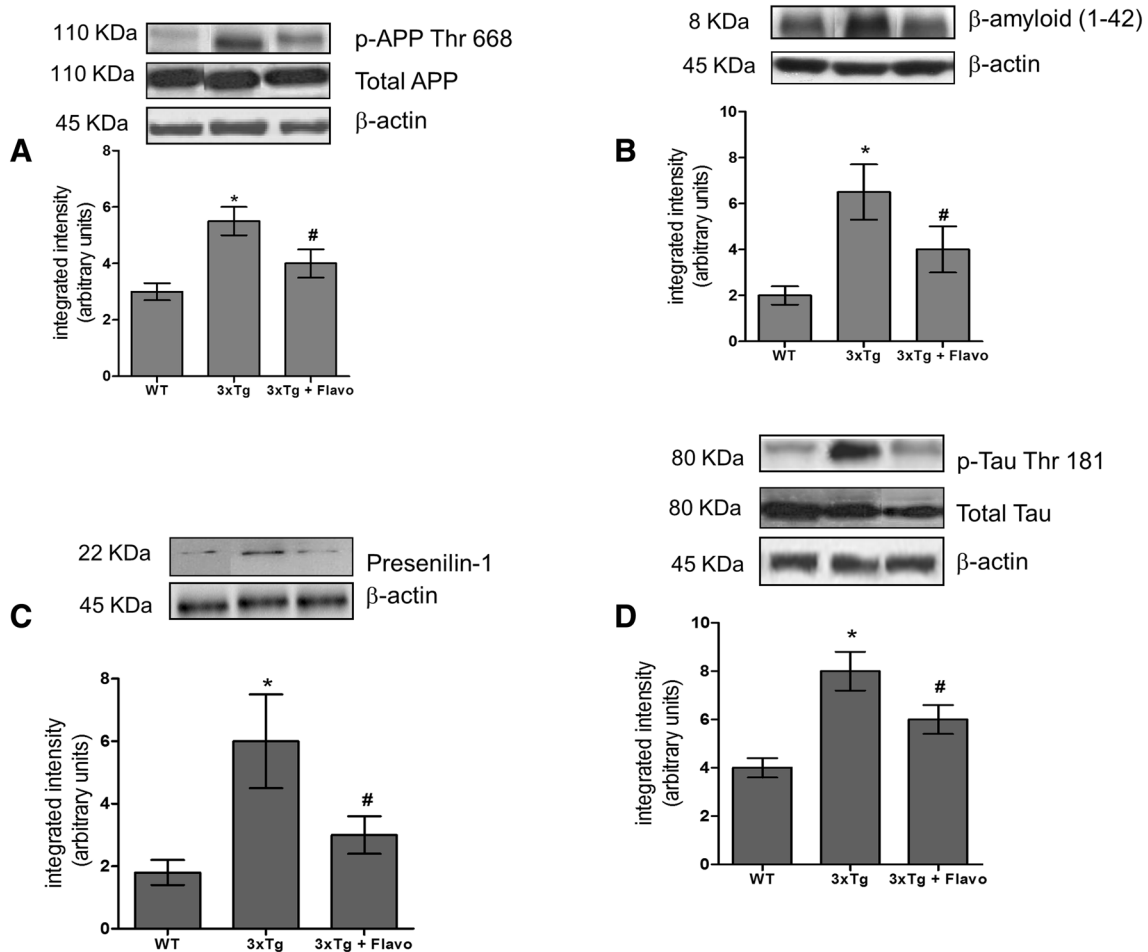 110 KDa p-APP Thr 668
110 KDa Total APP
45 KDa β-actin
A
integrated intensity
(arbitrary units)
8
*
6
#
4
2
0
WT 3xTg 3xTg + Flavo
8 KDa β-amyloid (1-42)
45 KDa β-actin
B
integrated intensity
(arbitrary units)
10
8
*
6
#
4
2
0
WT 3xTg 3xTg + Flavo
22 KDa Presenilin-1
45 KDa β-actin
C
integrated intensity
(arbitrary units)
8
*
6
#
4
2
0
WT 3xTg 3xTg + Flavo
80 KDa p-Tau Thr 181
80 KDa Total Tau
45 KDa β-actin
D
integrated intensity
(arbitrary units)
10
*
8
#
6
4
2
0
WT 3xTg 3xTg + Flavo